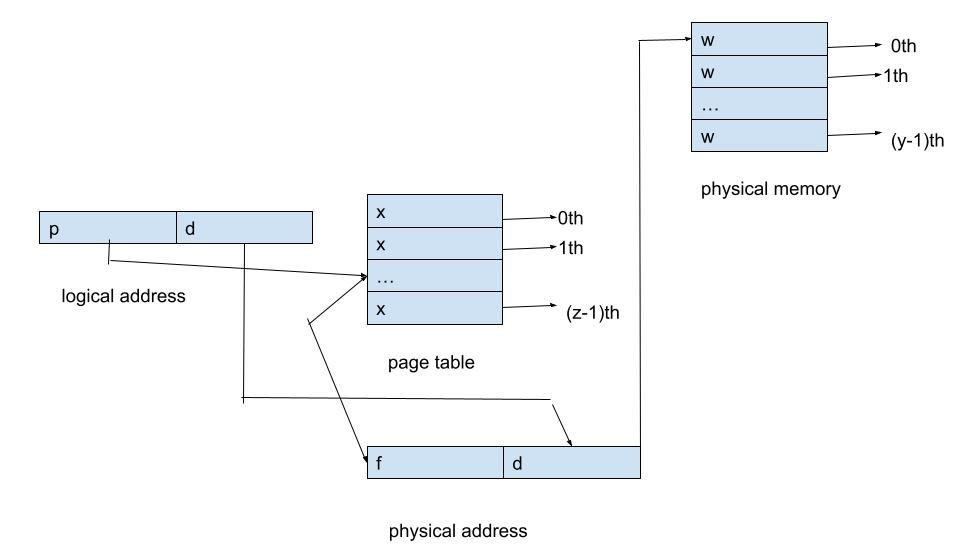 w
0th
w
1th
...
w
(y-1)th
physical memory
p
d
logical address
x
0th
x
1th
...
x
(z-1)th
page table
f
d
physical address